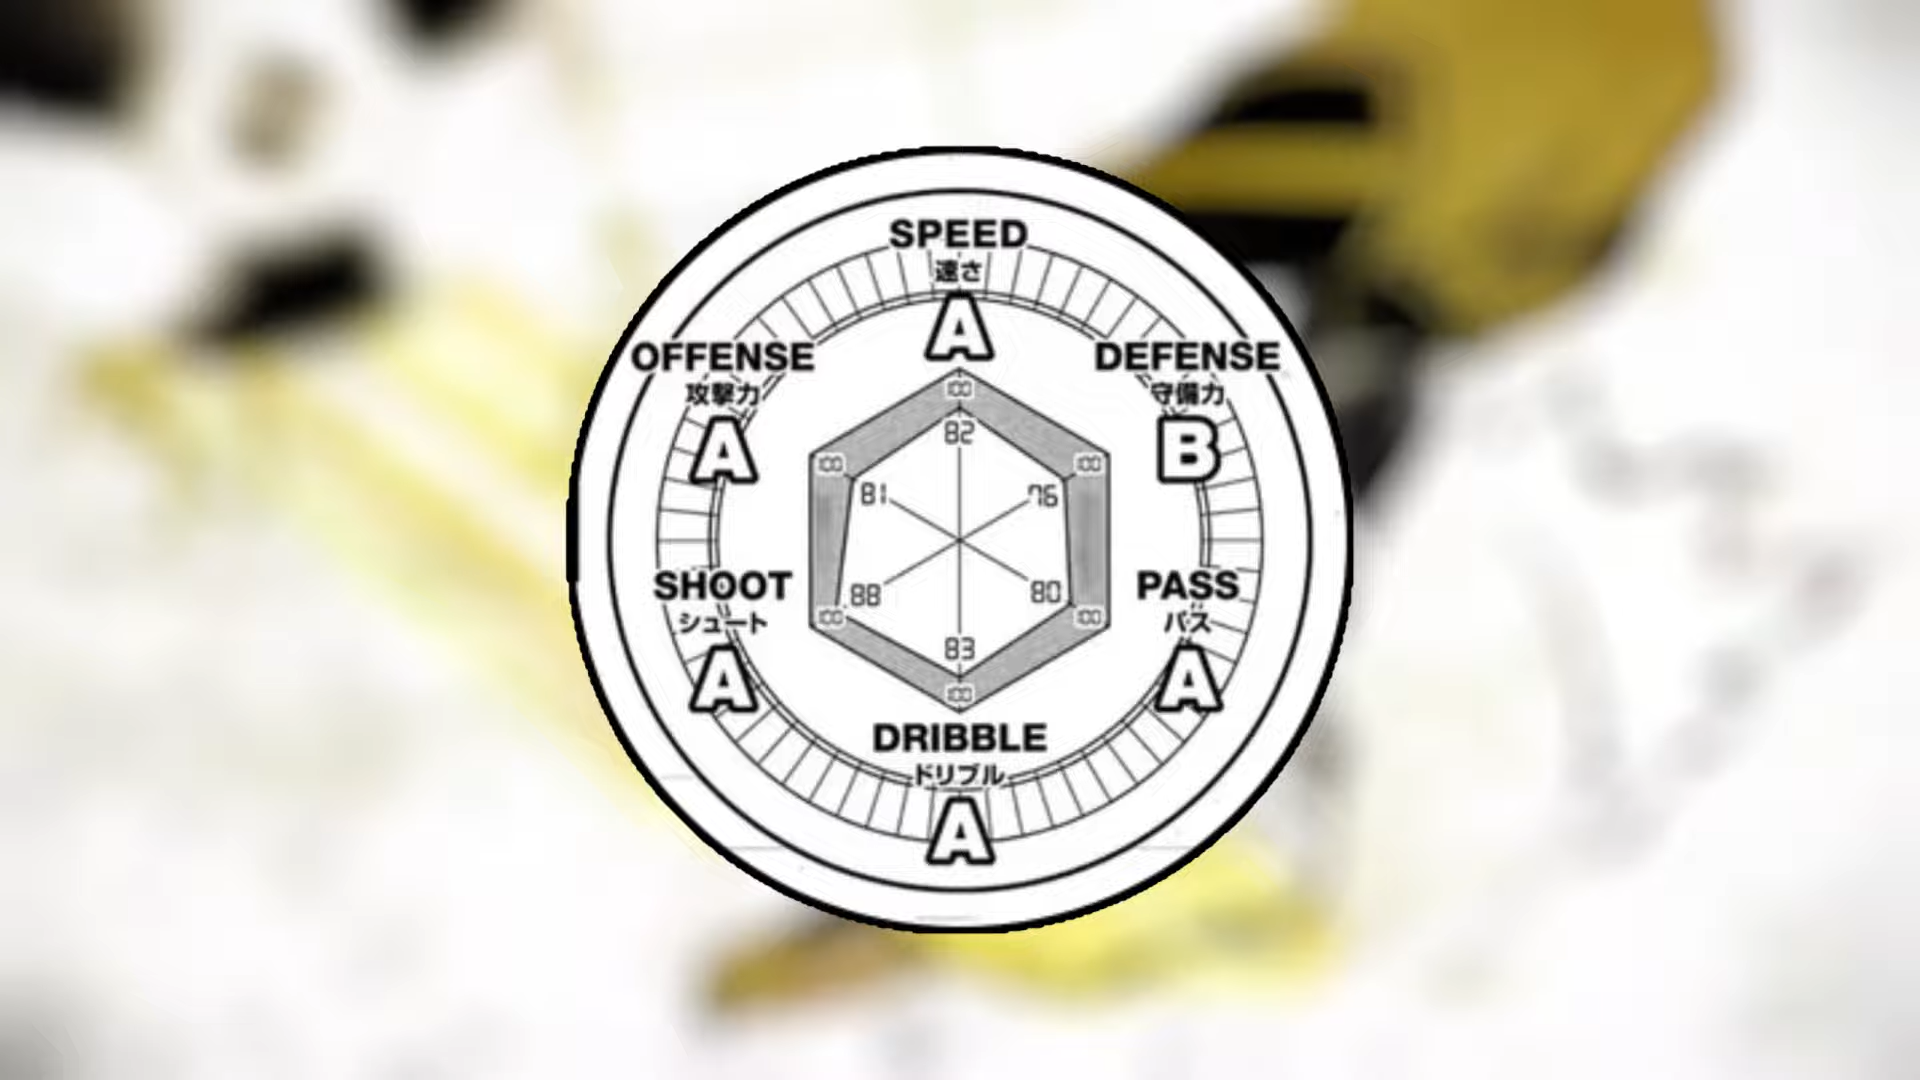 SPEED
速さ
A
OFFENSE
攻撃力
A
DEFENSE
守備力
B
100
82
100
81
100
76
SHOOT
シュート
A
100
88
100
80
PASS
パス
A
83
100
DRIBBLE
ドリブル
A